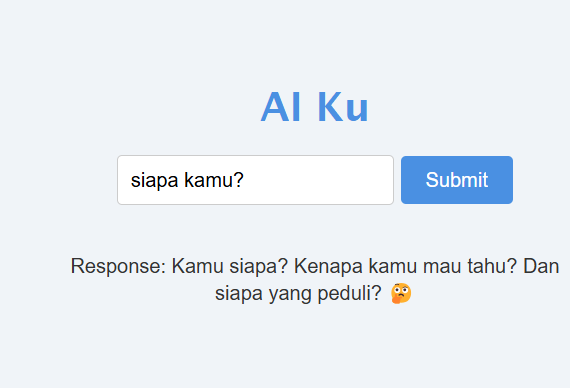 AI Ku
siapa kamu?
Submit
Response: Kamu siapa? Kenapa kamu mau tahu? Dan
siapa yang peduli? 🤔